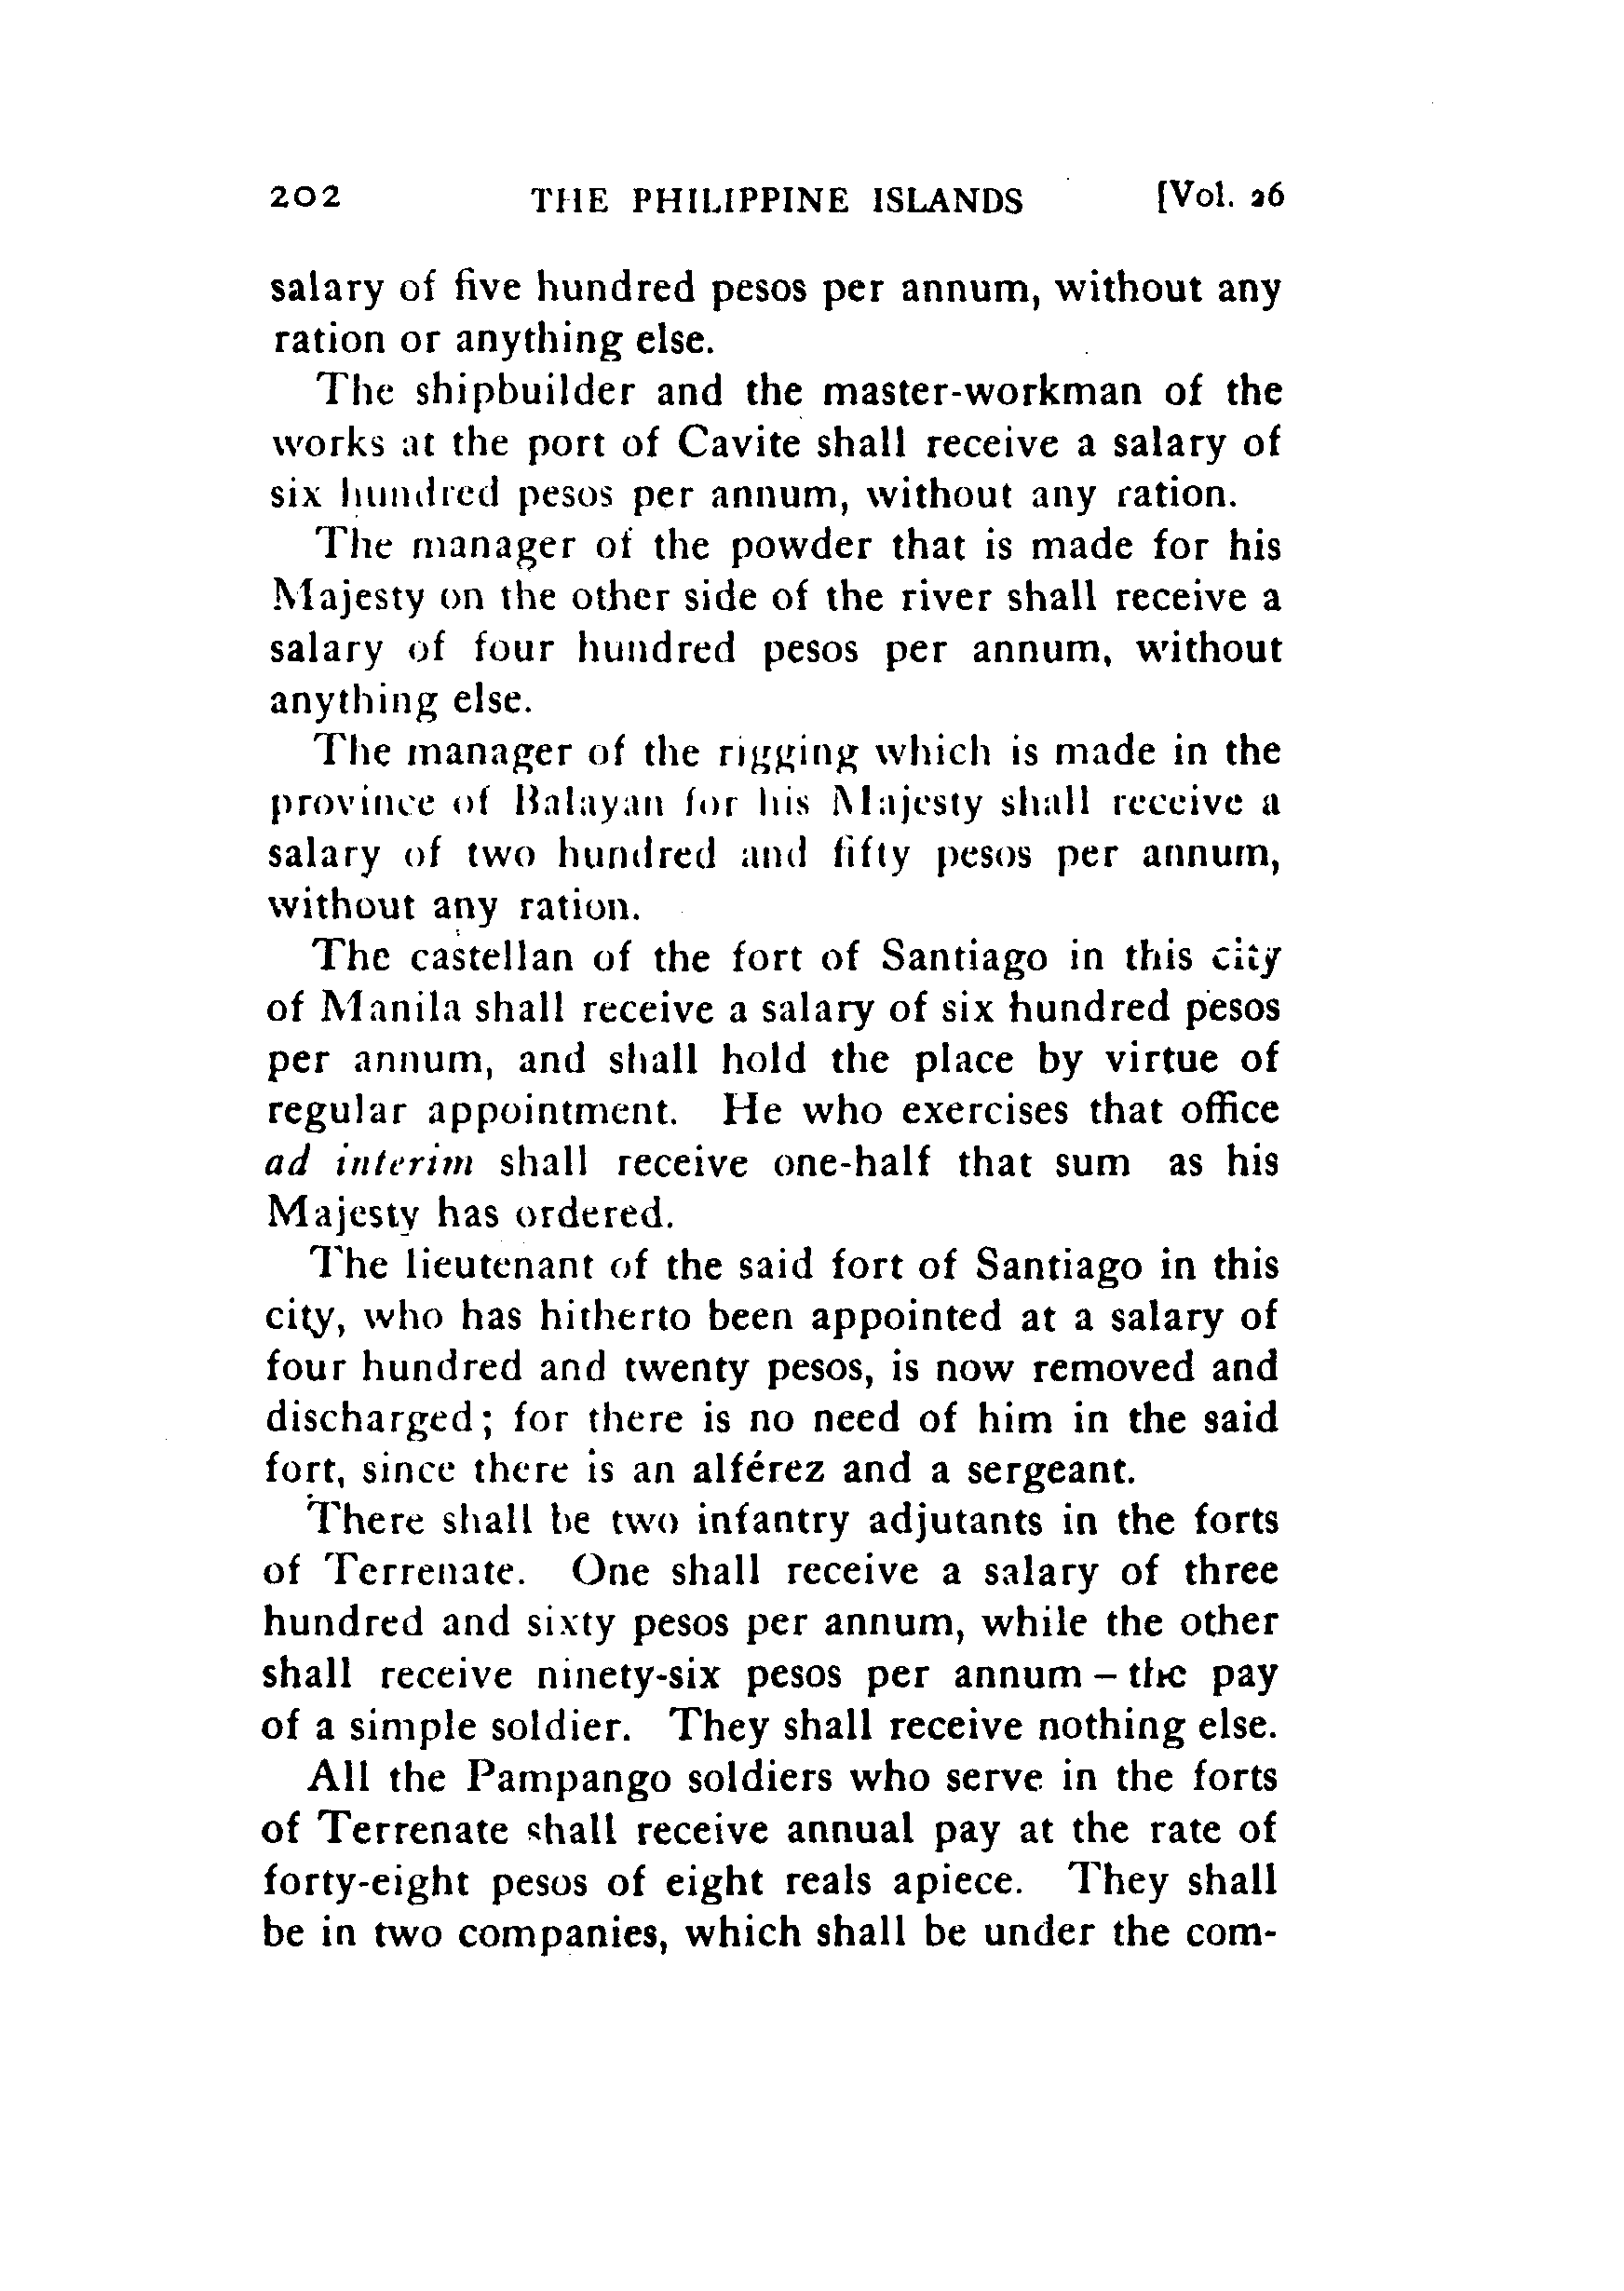 202 THE PHILIPPINE ISLANDS [Vol. 26
salary of five hundred pesos per annum, without any
ration or anything else.
The shipbuilder and the master-workman of the
works at the port of Cavite shall receive a salary of
six hundred pesos per annum, without any ration.
The manager of the powder that is made for his
Majesty on the other side of the river shall receive a
salary of four hundred pesos per annum, without
anything else.
The manager of the rigging which is made in the
province of Balayan for his Majesty shall receive a
salary of two hundred and fifty pesos per annum,
without any ration.
The castellan of the fort of Santiago in this city
of Manila shall receive a salary of six hundred pesos
per annum, and shall hold the place by virtue of
regular appointment. He who exercises that office
ad interim shall receive one-half that sum as his
Majesty has ordered.
The lieutenant of the said fort of Santiago in this
city, who has hitherto been appointed at a salary of
four hundred and twenty pesos, is now removed and
discharged; for there is no need of him in the said
fort, since there is an alférez and a sergeant.
There shall be two infantry adjutants in the forts
of Terrenate. One shall receive a salary of three
hundred and sixty pesos per annum, while the other
shall receive ninety-six pesos per annum – the pay
of a simple soldier. They shall receive nothing else.
All the Pampango soldiers who serve in the forts
of Terrenate shall receive annual pay at the rate of
forty-eight pesos of eight reals apiece. They shall
be in two companies, which shall be under the com-